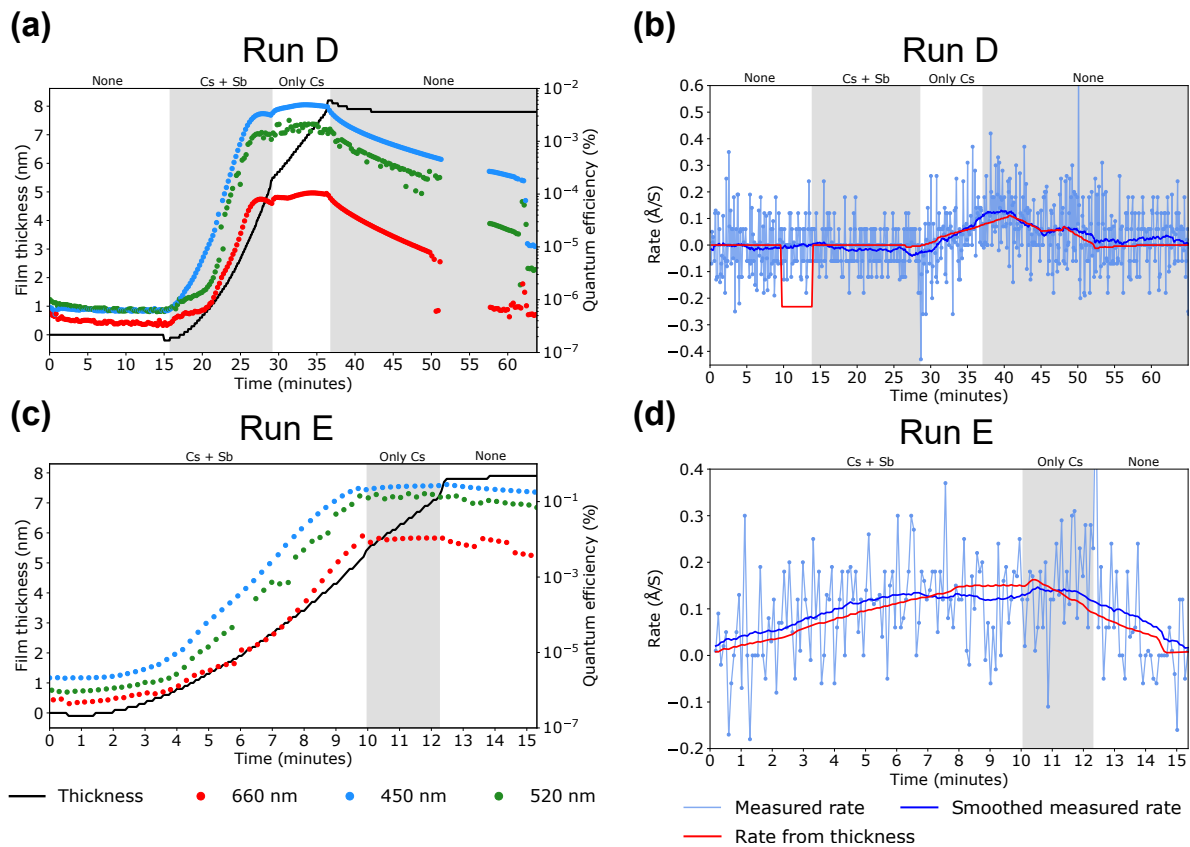 (a)
Run D
None
Cs + Sb
Only Cs
None
Film thickness (nm)
8
7
6
5
4
3
2
1
0
10⁻²
10⁻³
10⁻⁴
10⁻⁵
10⁻⁶
10⁻⁷
Quantum efficiency (%)
0 5 10 15 20 25 30 35 40 45 50 55 60
Time (minutes)
(b)
Run D
None
Cs + Sb
Only Cs
None
Rate (Å/S)
0.6
0.5
0.4
0.3
0.2
0.1
0.0
−0.1
−0.2
−0.3
−0.4
0 5 10 15 20 25 30 35 40 45 50 55 60
Time (minutes)
(c)
Run E
Cs + Sb
Only Cs
None
Film thickness (nm)
8
7
6
5
4
3
2
1
0
10⁻¹
10⁻³
10⁻⁵
10⁻⁷
Quantum efficiency (%)
0 1 2 3 4 5 6 7 8 9 10 11 12 13 14 15
Time (minutes)
Thickness
660 nm
450 nm
520 nm
(d)
Run E
Cs + Sb
Only Cs
None
Rate (Å/S)
0.4
0.3
0.2
0.1
0.0
−0.1
−0.2
0 1 2 3 4 5 6 7 8 9 10 11 12 13 14 15
Time (minutes)
Measured rate
Smoothed measured rate
Rate from thickness